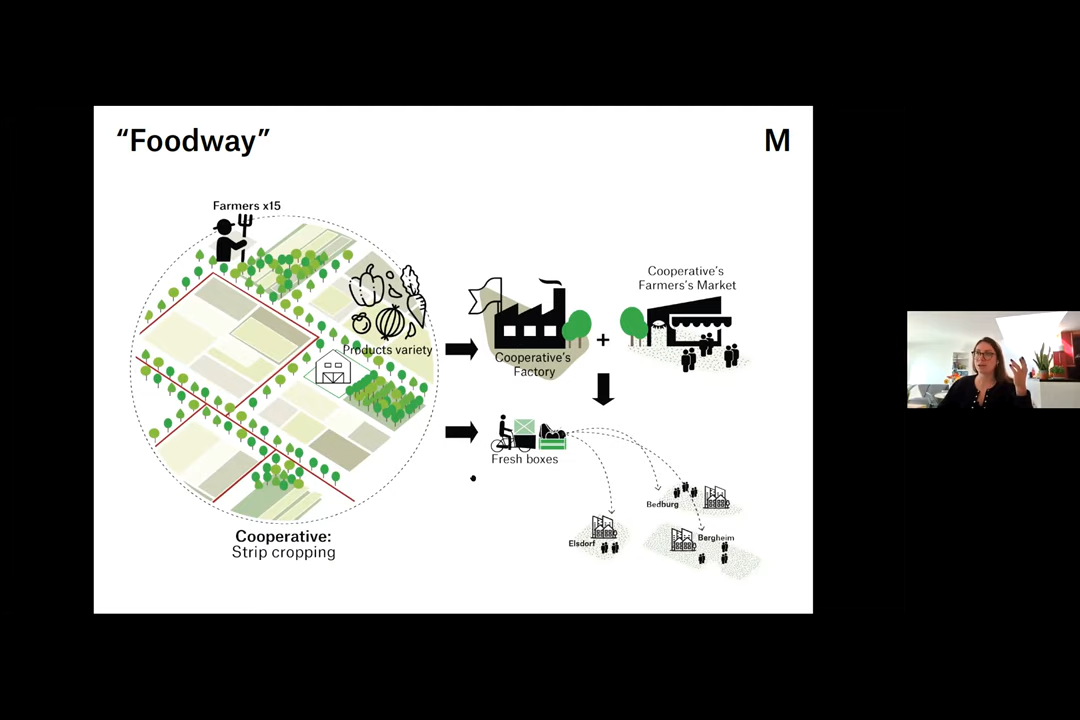 “Foodway”
M
Farmers x15
Products variety
Cooperative:
Strip cropping
Cooperative's
Factory
+
Cooperative's
Farmers's Market
Fresh boxes
Bedburg
Elsdorf
Bergheim